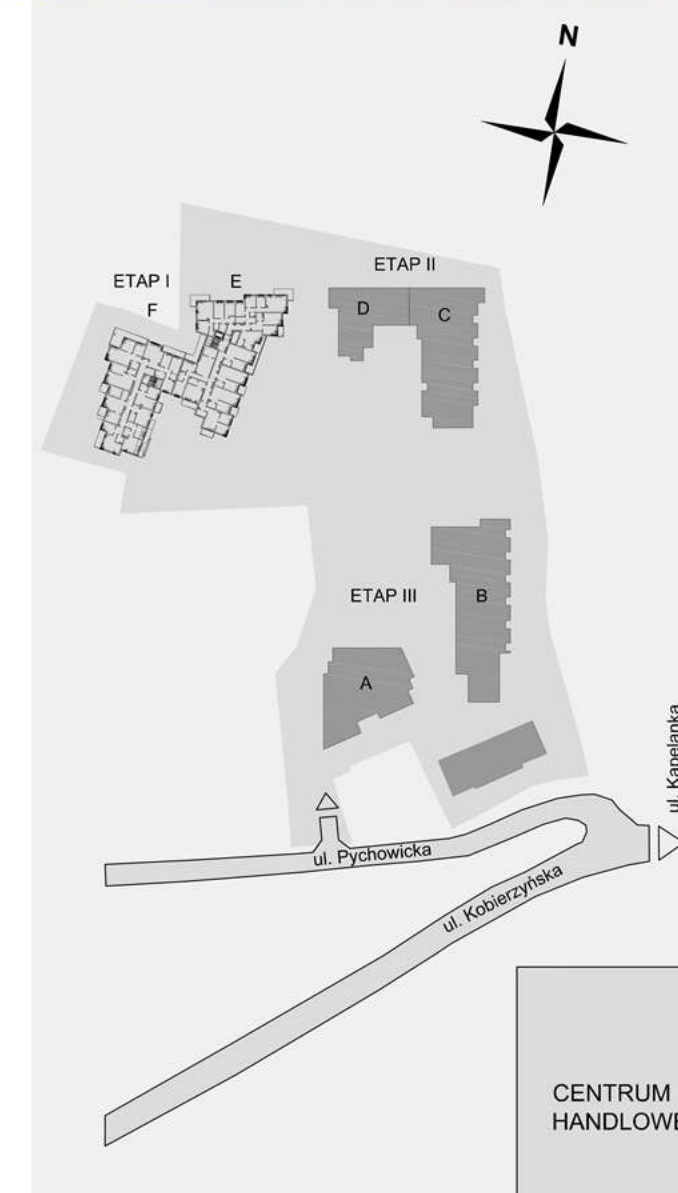 N
ETAP II
ETAP I
E
F
D
C
ETAP III
B
A
ul. Kapelanka
ul. Pychowicka
ul. Kobierzyńska
CENTRUM
HANDLOWE